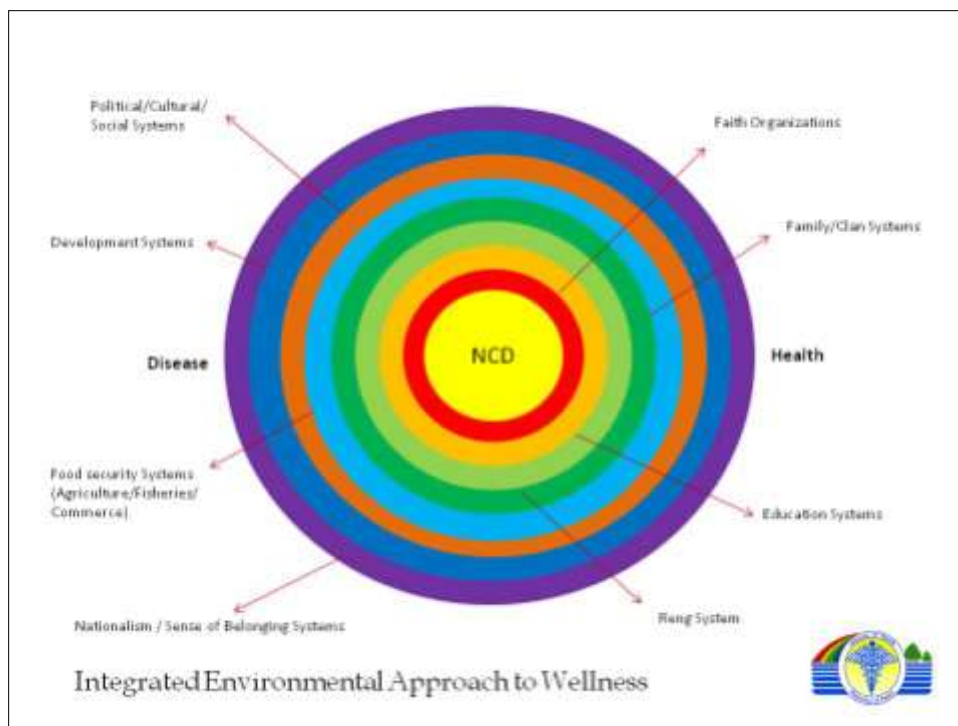 Political/Cultural/
Social Systems
Faith Organizations
Development Systems
Family/Clan Systems
Disease
NCD
Health
Food security Systems
(Agriculture/Fisheries/
Commerce)
Education Systems
Nationalism / Sense of Belonging Systems
Reng System
Integrated Environmental Approach to Wellness